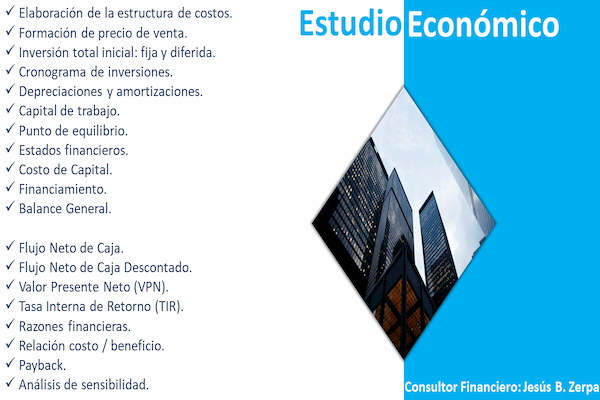 Estudio Económico
✓ Elaboración de la estructura de costos.
✓ Formación de precio de venta.
✓ Inversión total inicial: fija y diferida.
✓ Cronograma de inversiones.
✓ Depreciaciones y amortizaciones.
✓ Capital de trabajo.
✓ Punto de equilibrio.
✓ Estados financieros.
✓ Costo de Capital.
✓ Financiamiento.
✓ Balance General.
✓ Flujo Neto de Caja.
✓ Flujo Neto de Caja Descontado.
✓ Valor Presente Neto (VPN).
✓ Tasa Interna de Retorno (TIR).
✓ Razones financieras.
✓ Relación costo / beneficio.
✓ Payback.
✓ Análisis de sensibilidad.
Consultor Financiero: Jesús B. Zerpa